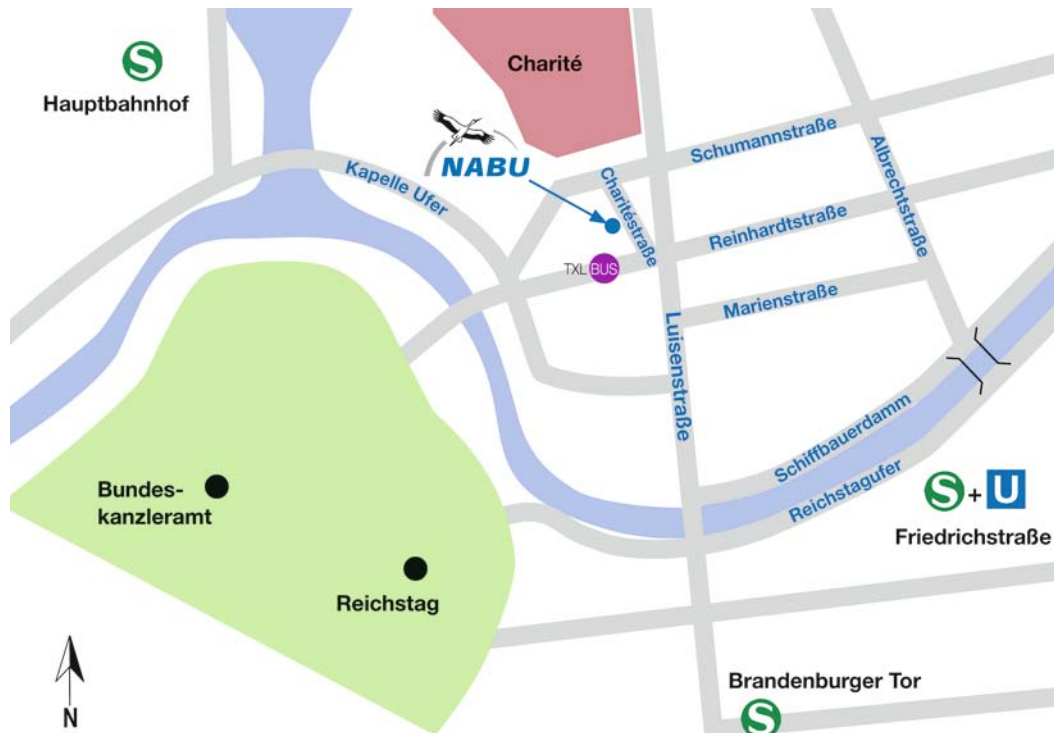 S
Hauptbahnhof
Charité
NABU
Kapelle Ufer
Schumannstraße
Charitéstraße
Albrechtstraße
Reinhardtstraße
TXL BUS
Marienstraße
Luisenstraße
Schiffbauerdamm
Reichstagufer
Bundes-
kanzleramt
S + U
Friedrichstraße
Reichstag
N
Brandenburger Tor
S